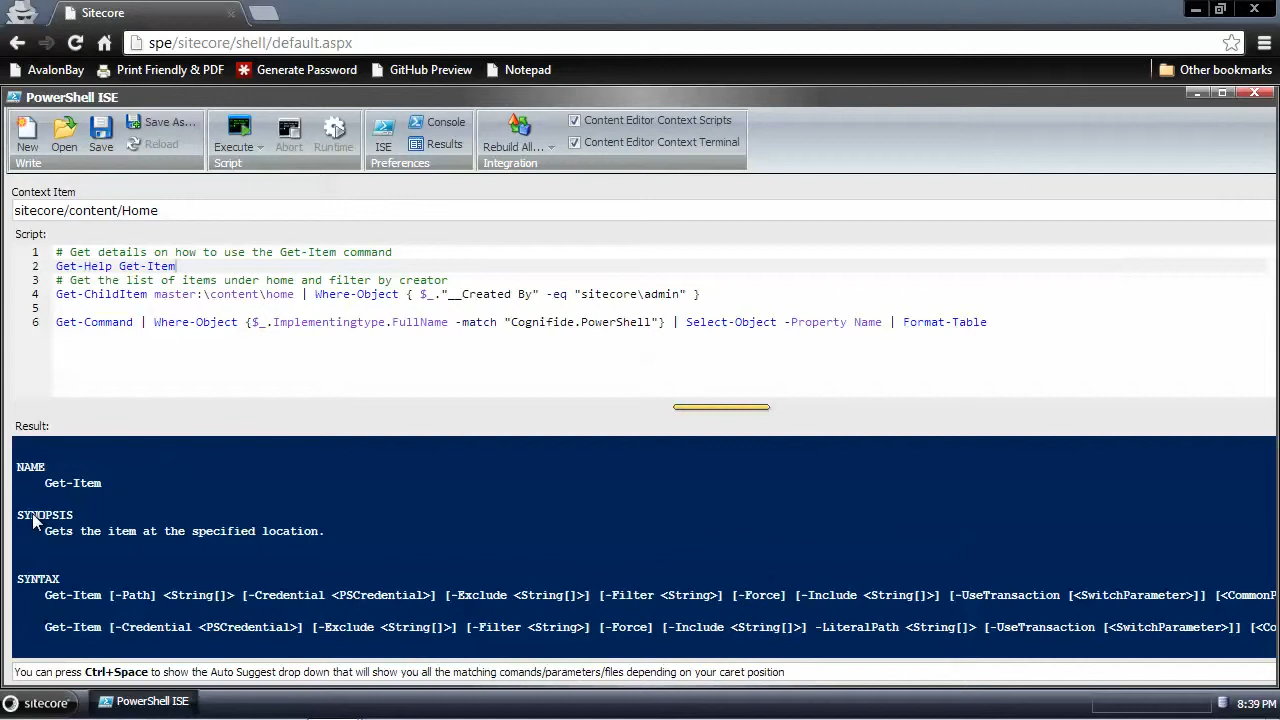 Sitecore
spe/sitecore/shell/default.aspx
AvalonBay Print Friendly & PDF Generate Password GitHub Preview Notepad Other bookmarks
PowerShell ISE
New Open Save Save As... Reload Execute Abort Runtime ISE Console Results Rebuild All... Content Editor Context Scripts Content Editor Context Terminal
Write Script Preferences Integration
Context Item
sitecore/content/Home
Script:
1 # Get details on how to use the Get-Item command
2 Get-Help Get-Item
3 # Get the list of items under home and filter by creator
4 Get-ChildItem master:\content\home | Where-Object { $_."__Created By" -eq "sitecore\admin" }
5
6 Get-Command | Where-Object {$_.Implementingtype.FullName -match "Cognifide.PowerShell"} | Select-Object -Property Name | Format-Table
Result:
NAME
Get-Item
SYNOPSIS
Gets the item at the specified location.
SYNTAX
Get-Item [-Path] <String[]> [-Credential <PSCredential>] [-Exclude <String[]>] [-Filter <String>] [-Force] [-Include <String[]>] [-UseTransaction [<SwitchParameter>]] [<CommonP
Get-Item [-Credential <PSCredential>] [-Exclude <String[]>] [-Filter <String>] [-Force] [-Include <String[]>] -LiteralPath <String[]> [-UseTransaction [<SwitchParameter>]] [<Co
You can press Ctrl+Space to show the Auto Suggest drop down that will show you all the matching comands/parameters/files depending on your caret position
sitecore PowerShell ISE 8:39 PM